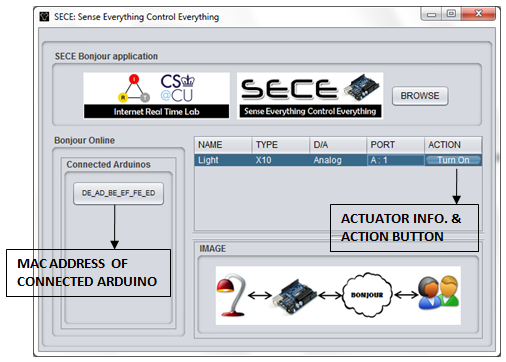 SECE: Sense Everything Control Everything
SECE Bonjour application
I
R
T
CS
@CU
Internet Real Time Lab
SECE
Sense Everything Control Everything
BROWSE
Bonjour Online
Connected Arduinos
DE_AD_BE_EF_FE_ED
NAME TYPE D/A PORT ACTION
Light X10 Analog A : 1 Turn On
ACTUATOR INFO. &
ACTION BUTTON
MAC ADDRESS OF
CONNECTED ARDUINO
IMAGE
BONJOUR